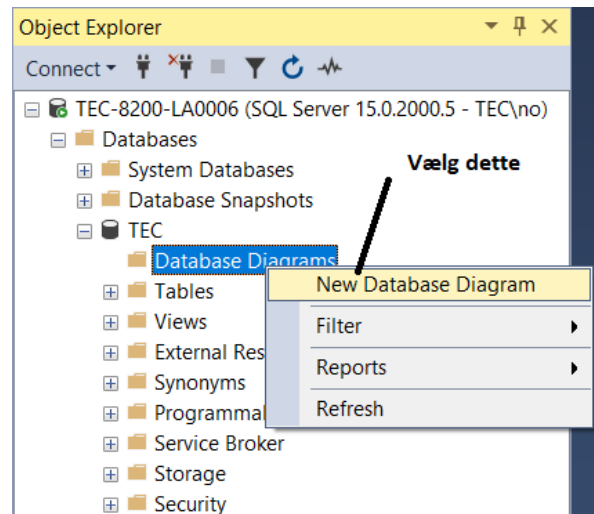 Object Explorer
Connect
TEC-8200-LA0006 (SQL Server 15.0.2000.5 - TEC\no)
Databases
System Databases
Vælg dette
Database Snapshots
TEC
Database Diagrams
New Database Diagram
Tables
Views
Filter
External Res
Reports
Synonyms
Programmal
Refresh
Service Broker
Storage
Security